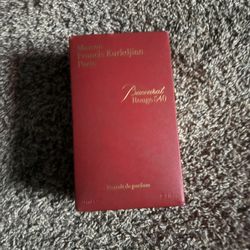 Maison
Francis Kurkdjian
Paris
Baccarat
Rouge 540
Extrait de parfum